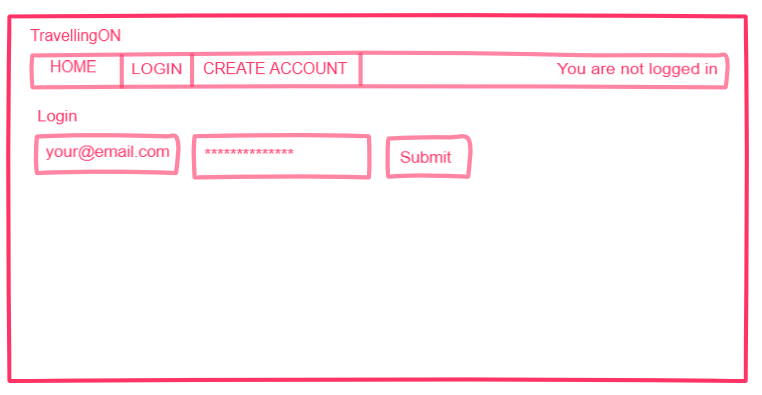 TravellingON
HOME LOGIN CREATE ACCOUNT You are not logged in
Login
your@email.com ************** Submit